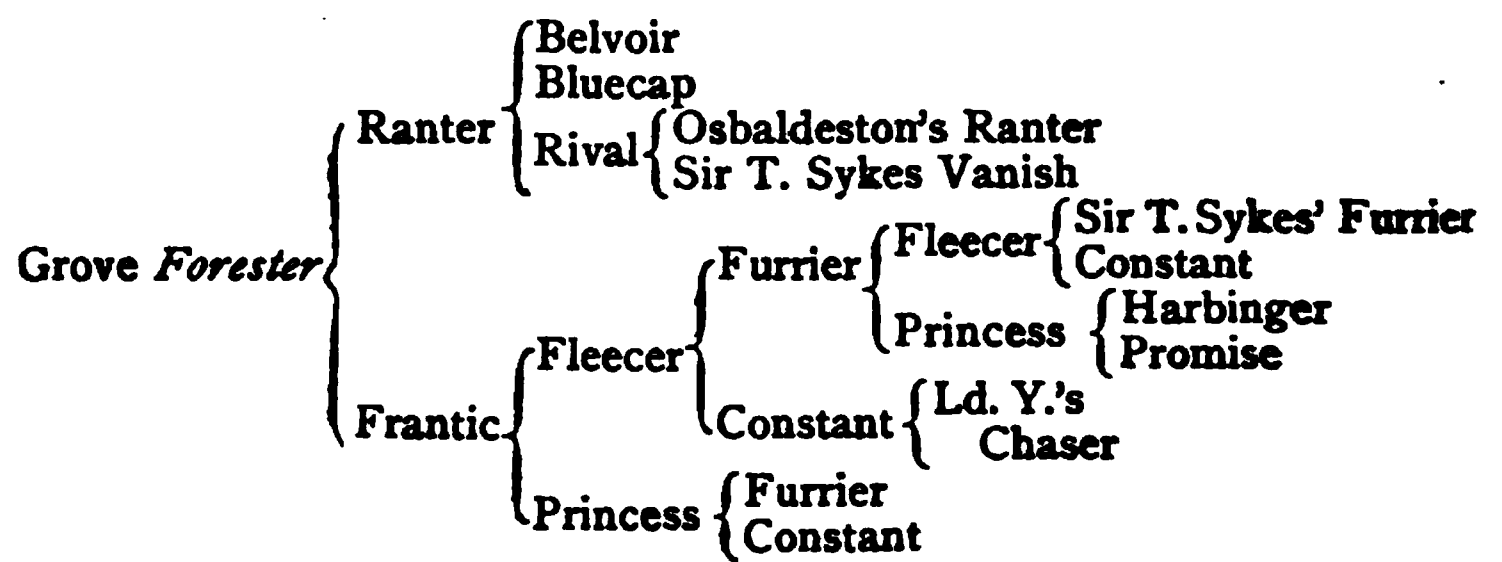 Belvoir
Bluecap
Ranter
Osbaldeston's Ranter
Rival
Sir T. Sykes Vanish
Sir T. Sykes' Furrier
Fleecer
Constant
Furrier
Grove Forester
Harbinger
Princess
Promise
Fleecer
Ld. Y.'s
Constant
Chaser
Frantic
Furrier
Princess
Constant